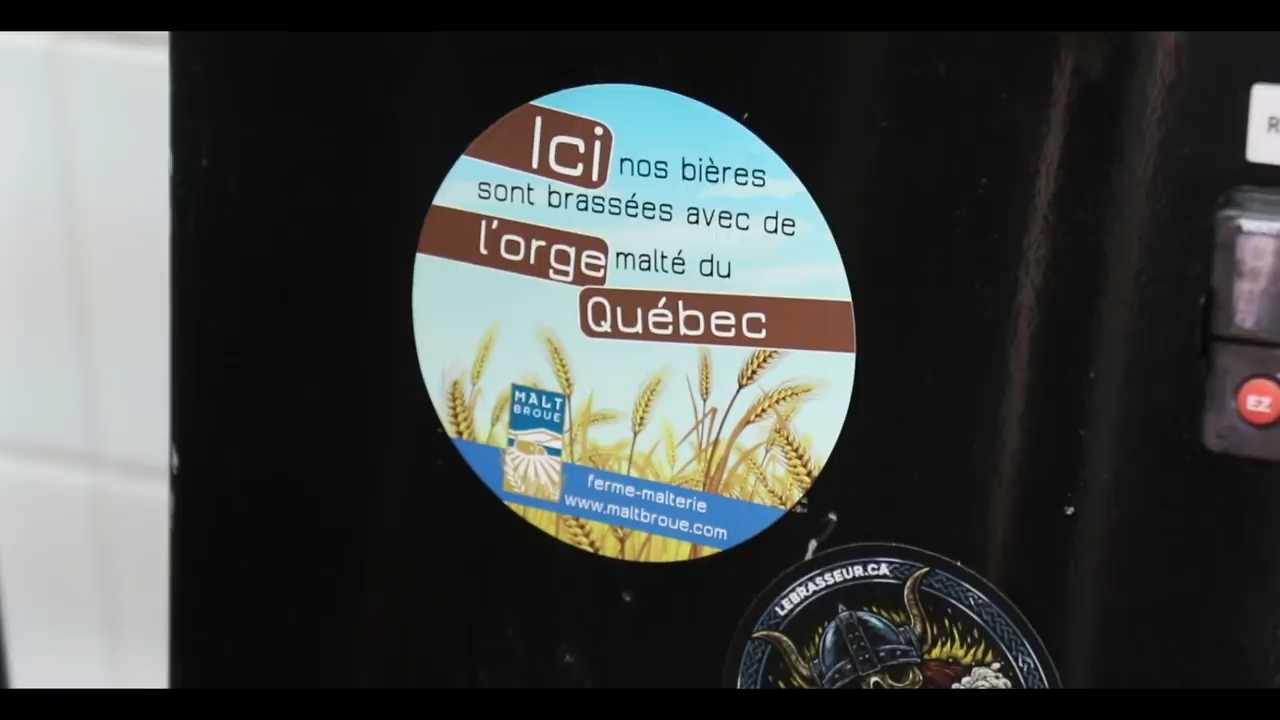 Ici nos bières
sont brassées avec de
l'orge malté du
Québec
MALT
BROUE
ferme-malterie
www.maltbroue.com
LEBRASSEUR.CA
R
EZ